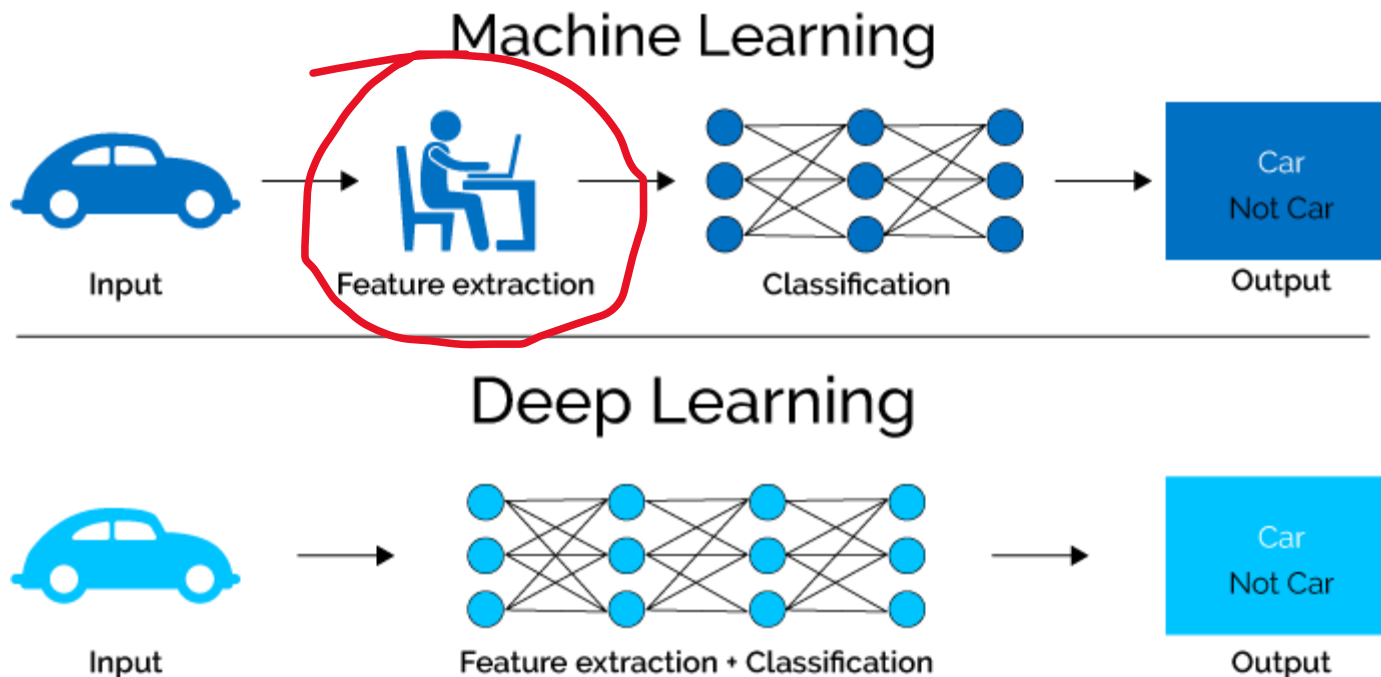 Machine Learning
Car
Not Car
Input
Feature extraction
Classification
Output
Deep Learning
Car
Not Car
Input
Feature extraction + Classification
Output